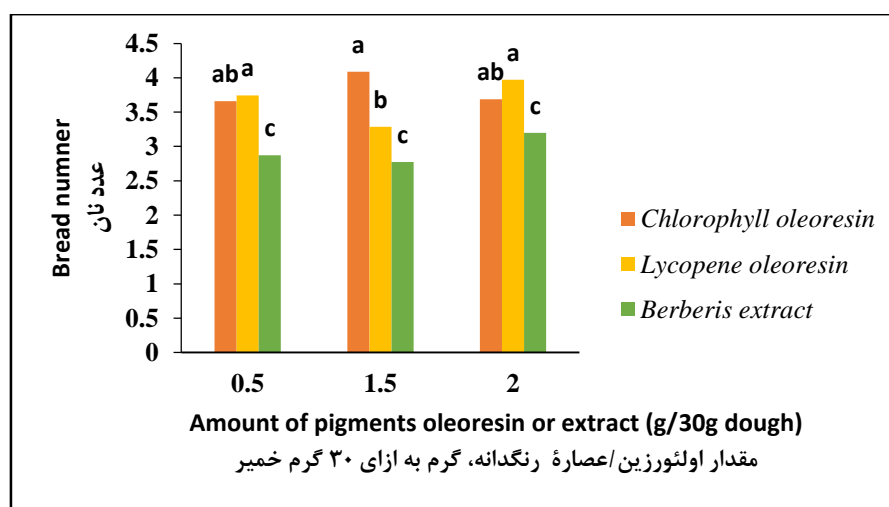 4.5
4
3.5
3
2.5
2
1.5
1
0.5
0
Bread numner
عدد نان
ab a c
a b c
ab a c
0.5 1.5 2
Amount of pigments oleoresin or extract (g/30g dough)
مقدار اولئورزین/عصارهٔ رنگدانه، گرم به ازای ۳۰ گرم خمیر
Chlorophyll oleoresin
Lycopene oleoresin
Berberis extract